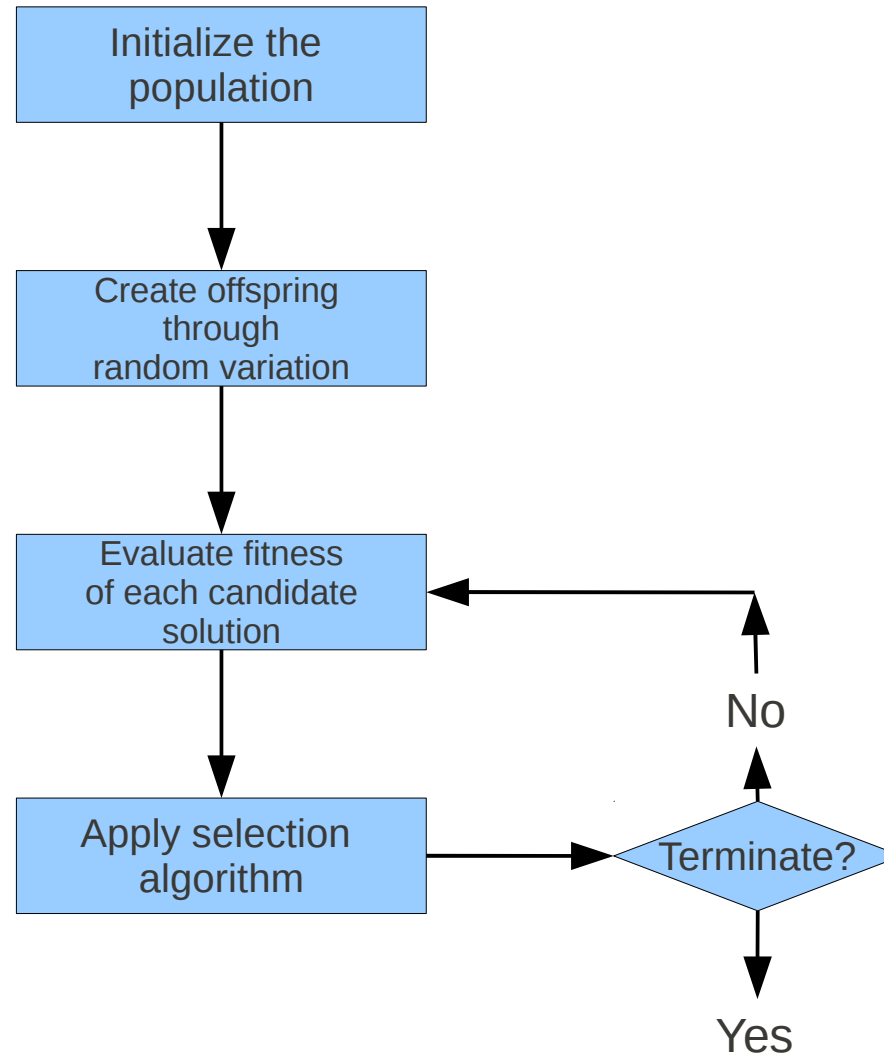 Initialize the
population
Create offspring
through
random variation
Evaluate fitness
of each candidate
solution
No
Apply selection
algorithm
Terminate?
Yes